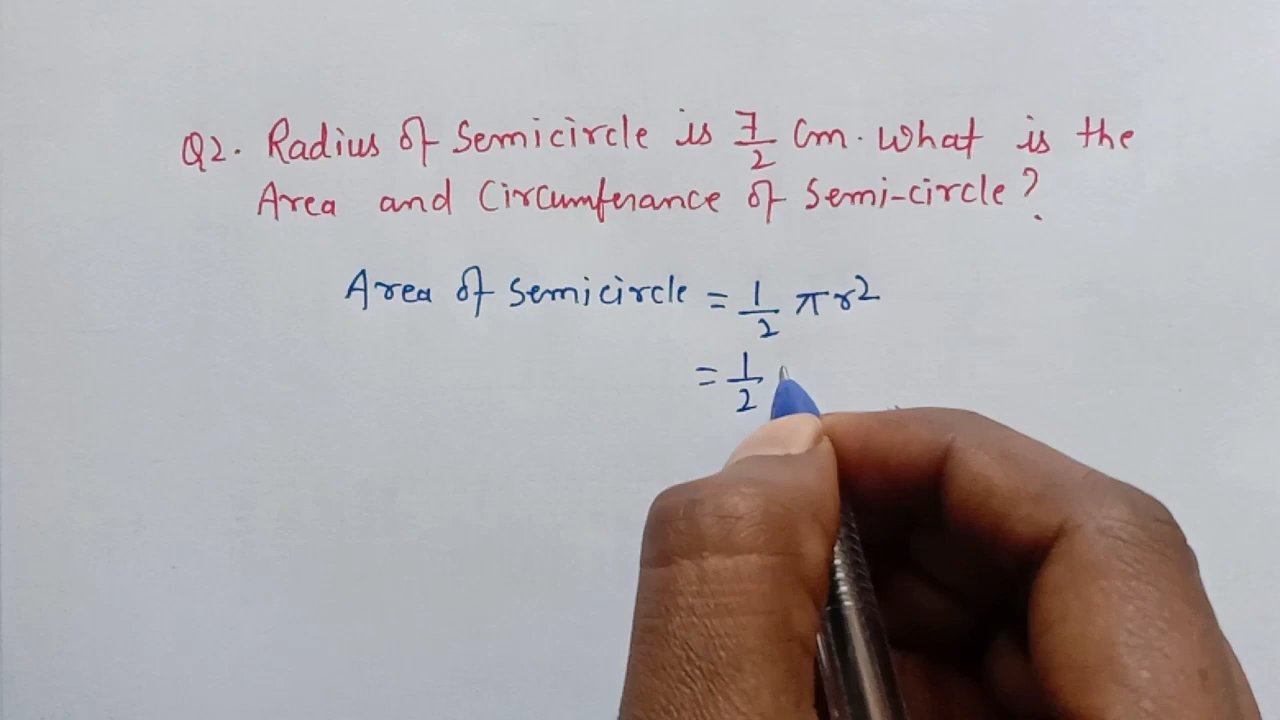 Q2. Radius of Semicircle is 7/2 Cm. What is the
Area and Circumferance of Semi-circle?
Area of Semicircle = 1/2 πr²
= 1/2